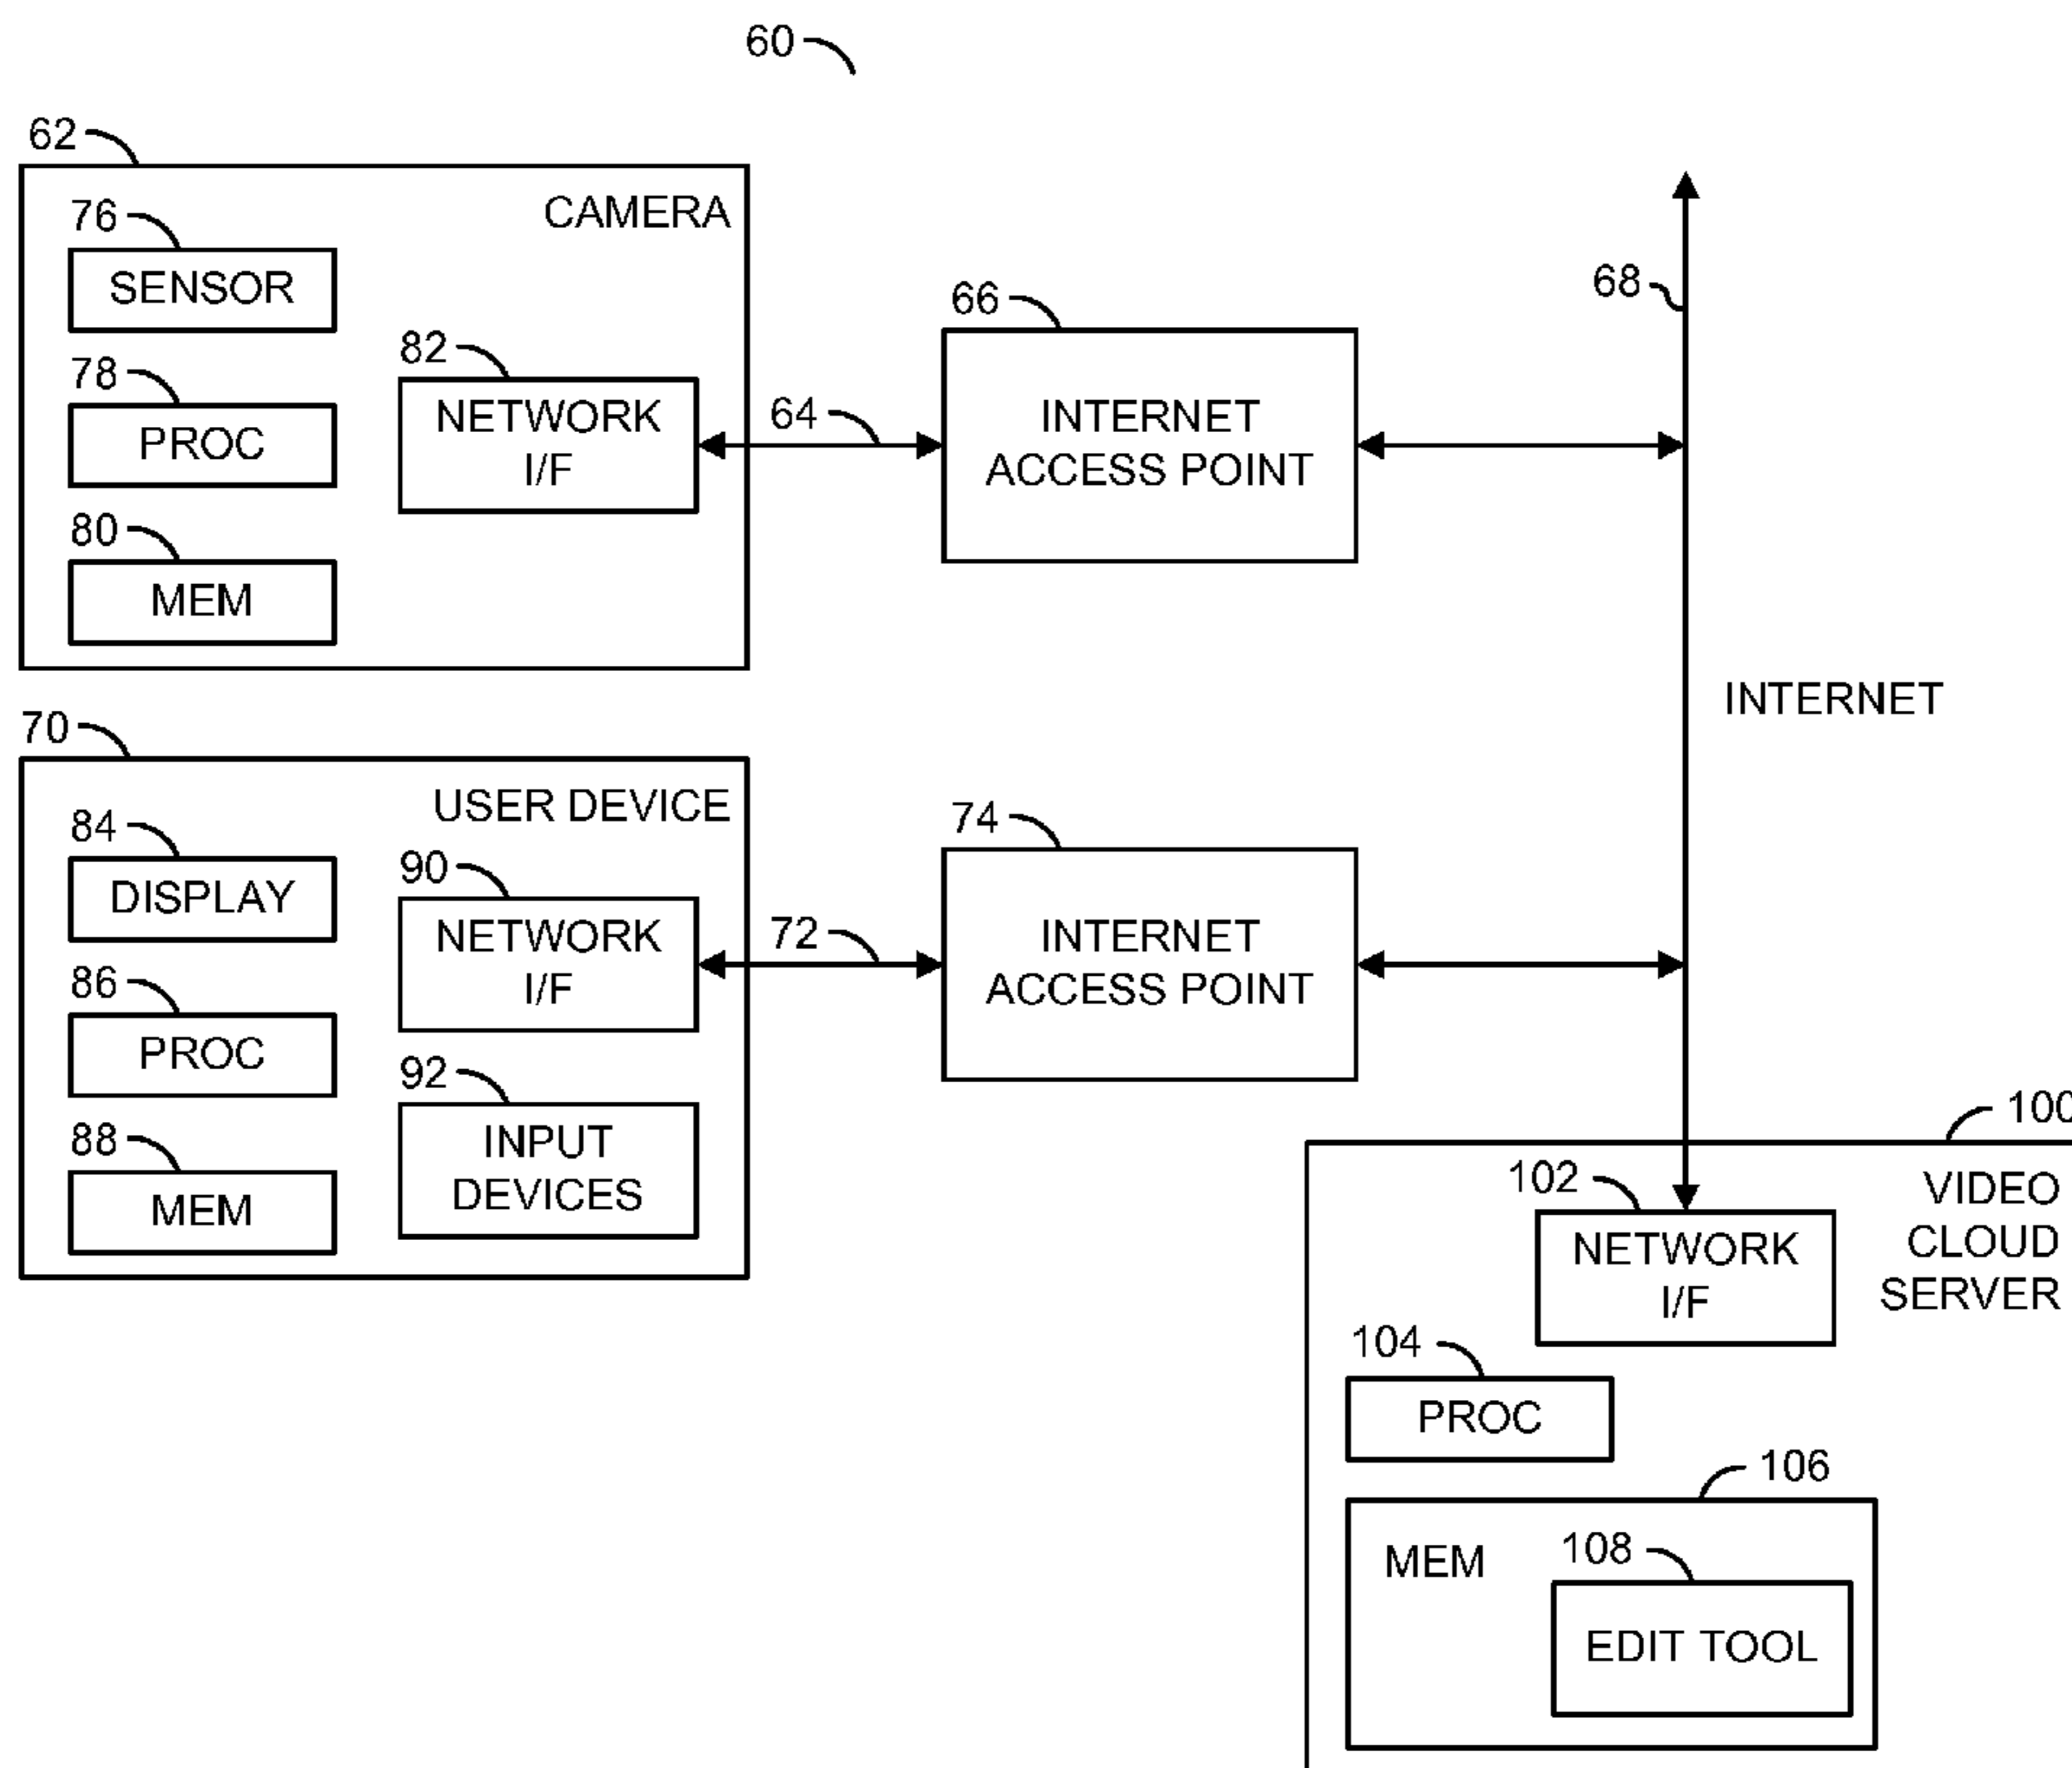 60
62
CAMERA
76
SENSOR
78
PROC
80
MEM
82
NETWORK
I/F
64
66
INTERNET
ACCESS POINT
68
INTERNET
70
USER DEVICE
84
DISPLAY
86
PROC
88
MEM
90
NETWORK
I/F
92
INPUT
DEVICES
72
74
INTERNET
ACCESS POINT
100
VIDEO
CLOUD
SERVER
102
NETWORK
I/F
104
PROC
106
MEM
108
EDIT TOOL